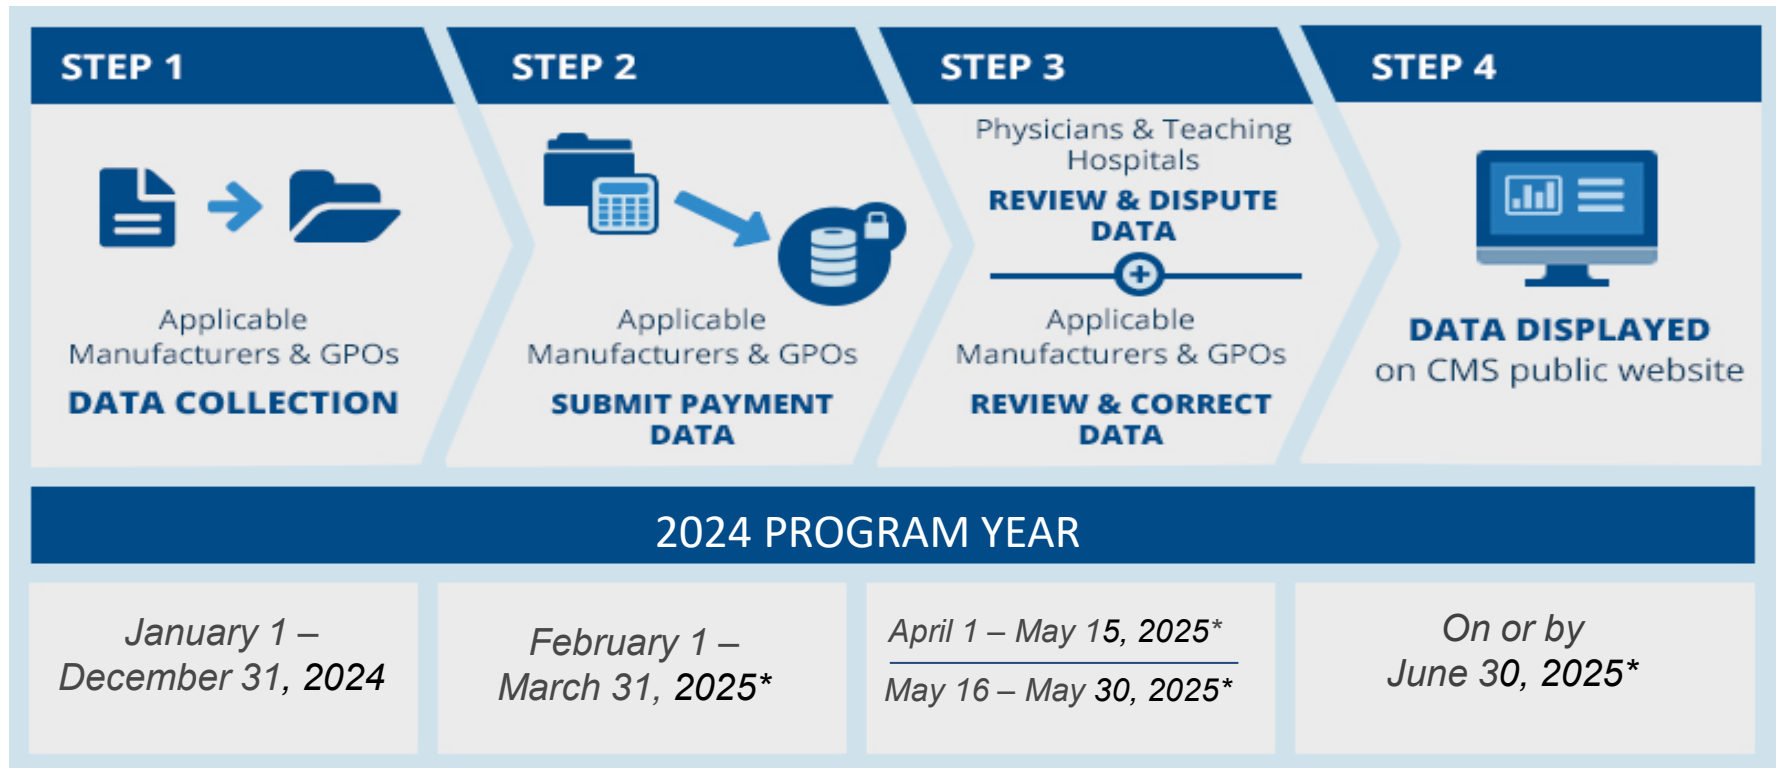 STEP 1
Applicable
Manufacturers & GPOs
DATA COLLECTION
STEP 2
Applicable
Manufacturers & GPOs
SUBMIT PAYMENT
DATA
STEP 3
Physicians & Teaching
Hospitals
REVIEW & DISPUTE
DATA
Applicable
Manufacturers & GPOs
REVIEW & CORRECT
DATA
STEP 4
DATA DISPLAYED
on CMS public website
2024 PROGRAM YEAR
January 1 –
December 31, 2024
February 1 –
March 31, 2025*
April 1 – May 15, 2025*
May 16 – May 30, 2025*
On or by
June 30, 2025*